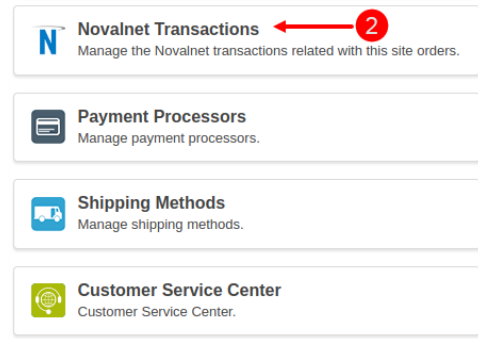 Novalnet Transactions
2
Manage the Novalnet transactions related with this site orders.
Payment Processors
Manage payment processors.
Shipping Methods
Manage shipping methods.
Customer Service Center
Customer Service Center.